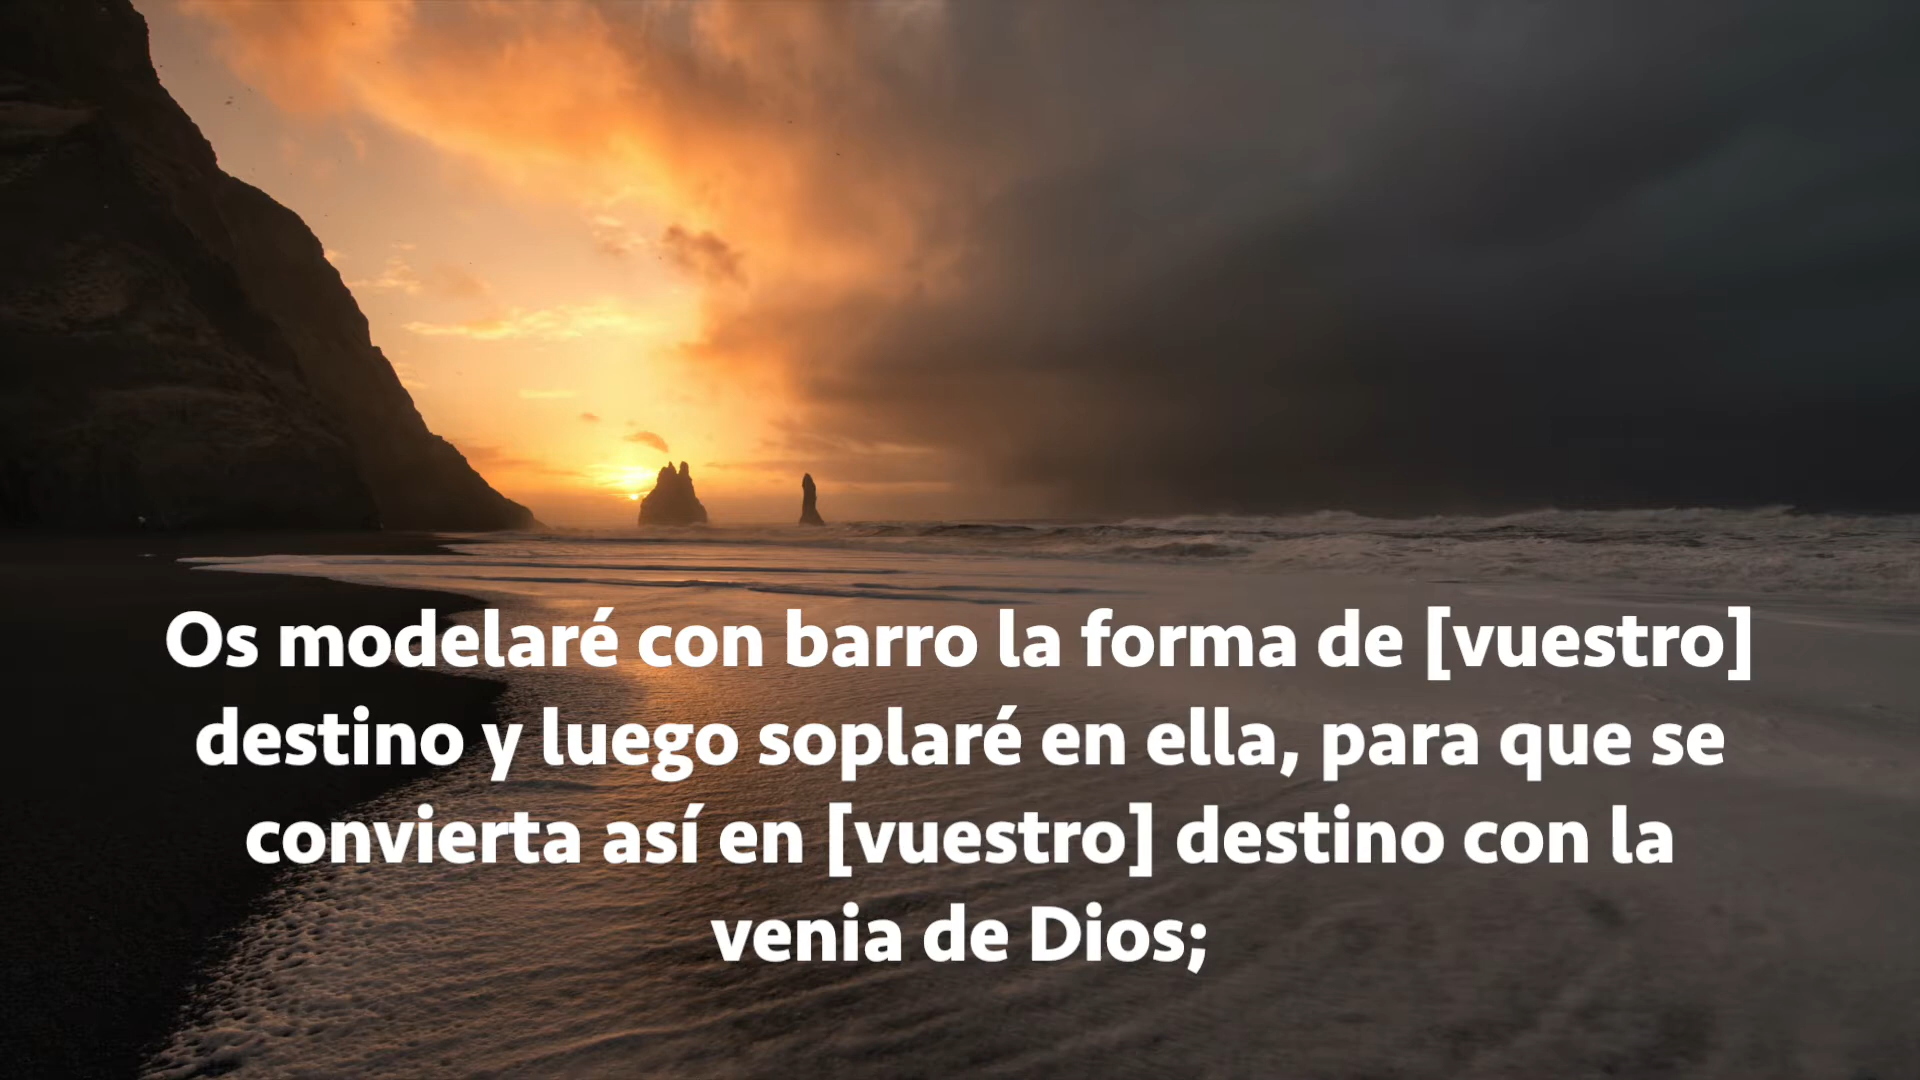 Os modelaré con barro la forma de [vuestro]
destino y luego soplaré en ella, para que se
convierta así en [vuestro] destino con la
venia de Dios;